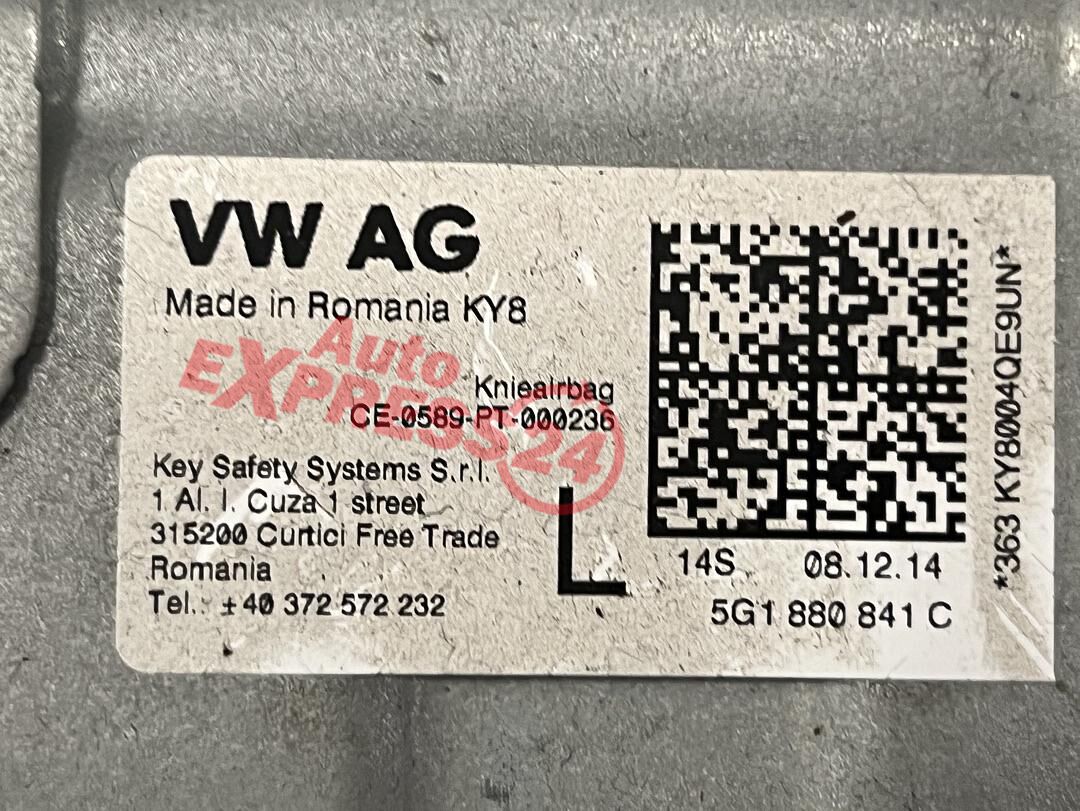 VW AG
Made in Romania KY8
Auto
EXPRESS24
Knieairbag
CE-0589-PT-000236
Key Safety Systems S.r.l.
1 Al. I. Cuza 1 street
315200 Curtici Free Trade
Romania
Tel.: +40 372 572 232
L
14S 08.12.14
5G1 880 841 C
*363 KY8004QE9UN*